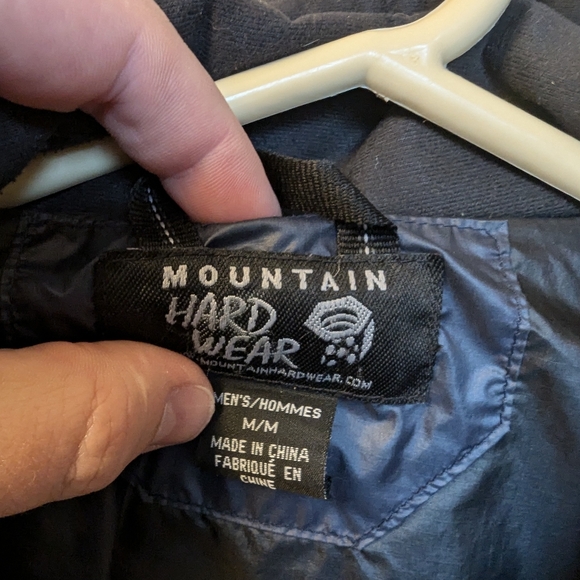 MOUNTAIN
HARD
WEAR
MOUNTAINHARDWEAR.COM
MEN'S/HOMMES
M/M
MADE IN CHINA
FABRIQUÉ EN
CHINE